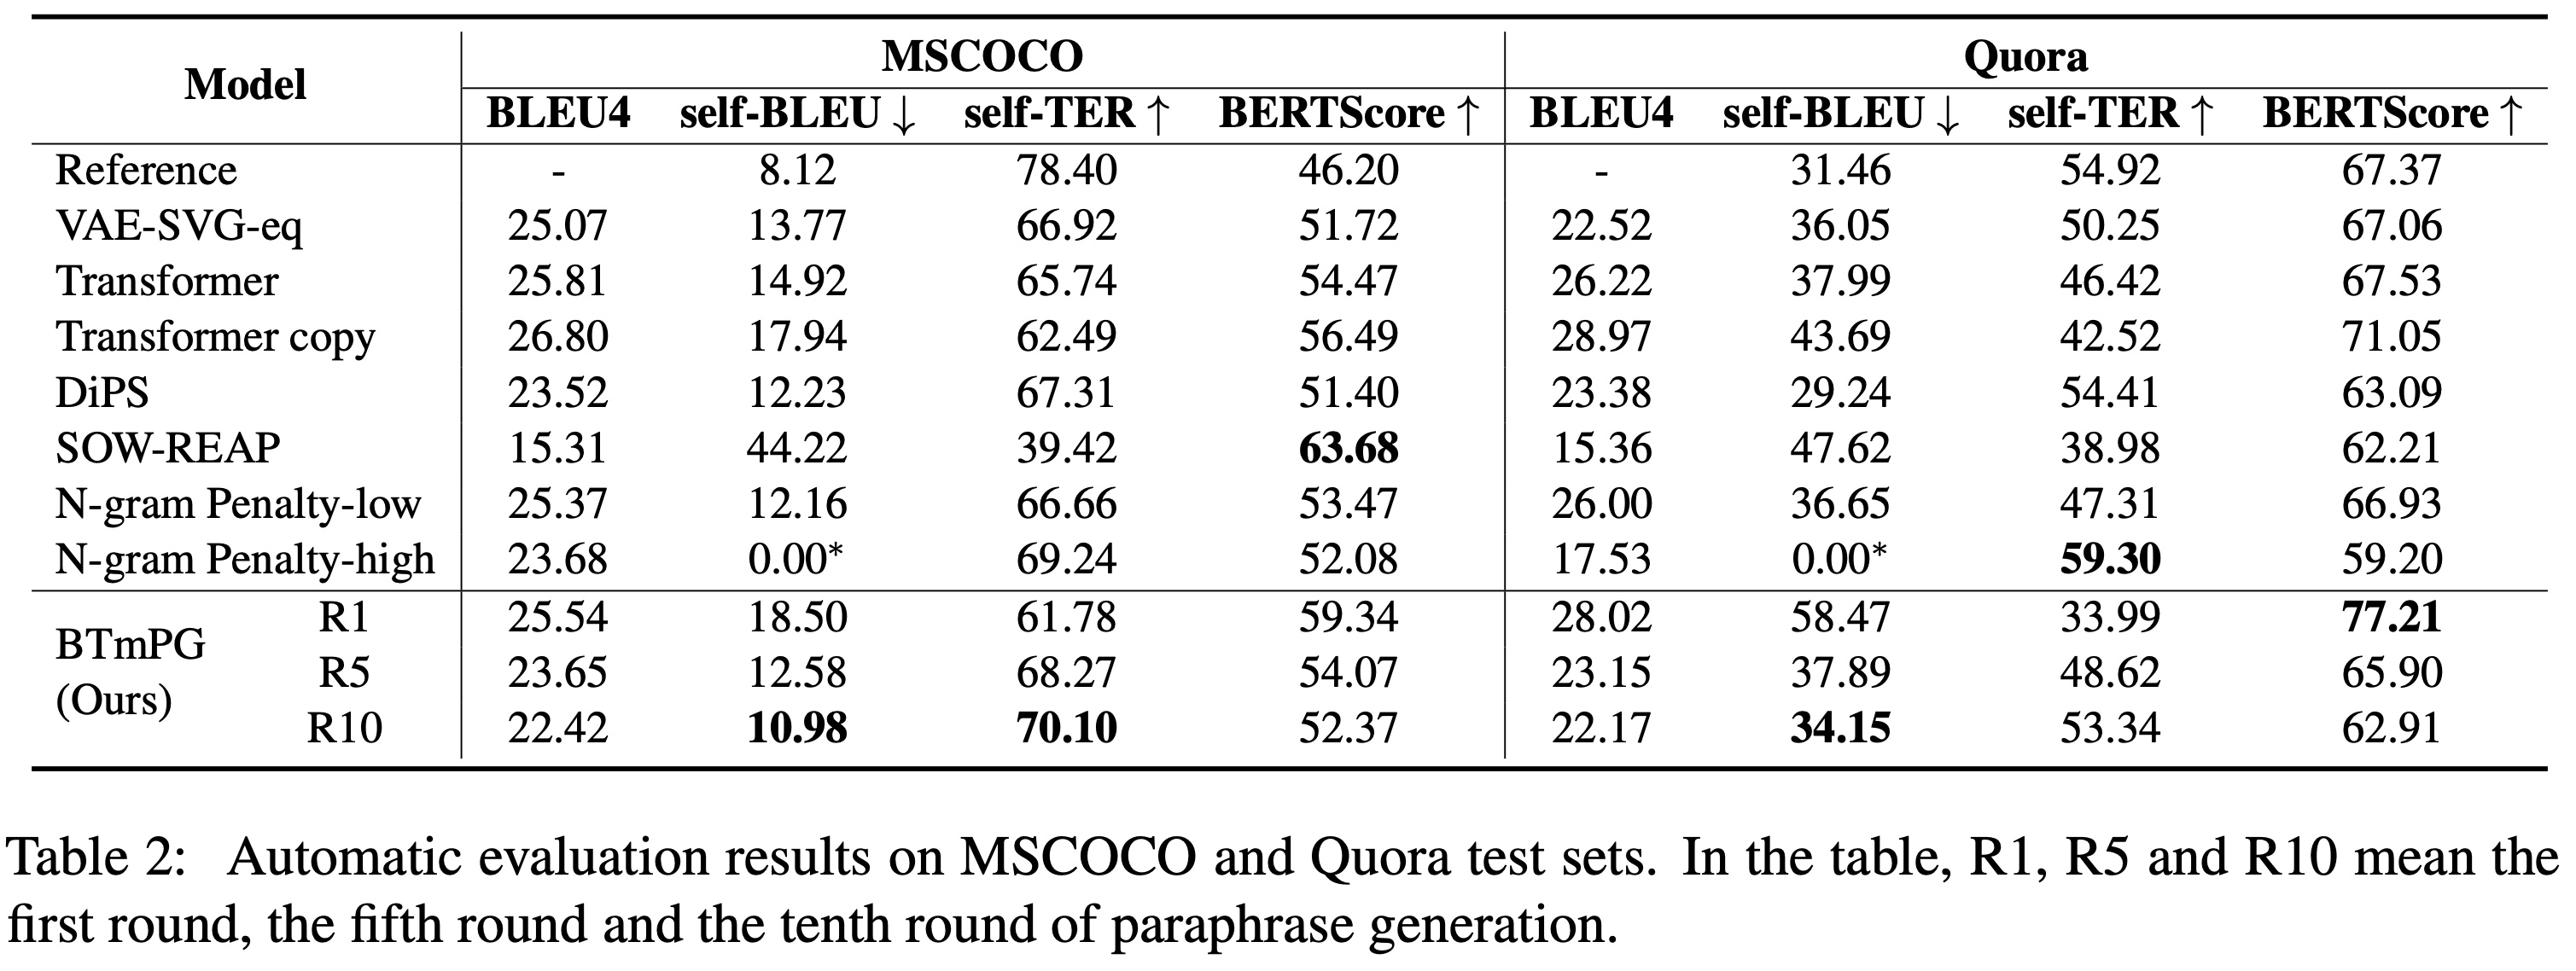 Model MSCOCO Quora
BLEU4 self-BLEU ↓ self-TER ↑ BERTScore ↑ BLEU4 self-BLEU ↓ self-TER ↑ BERTScore ↑
Reference - 8.12 78.40 46.20 - 31.46 54.92 67.37
VAE-SVG-eq 25.07 13.77 66.92 51.72 22.52 36.05 50.25 67.06
Transformer 25.81 14.92 65.74 54.47 26.22 37.99 46.42 67.53
Transformer copy 26.80 17.94 62.49 56.49 28.97 43.69 42.52 71.05
DiPS 23.52 12.23 67.31 51.40 23.38 29.24 54.41 63.09
SOW-REAP 15.31 44.22 39.42 63.68 15.36 47.62 38.98 62.21
N-gram Penalty-low 25.37 12.16 66.66 53.47 26.00 36.65 47.31 66.93
N-gram Penalty-high 23.68 0.00* 69.24 52.08 17.53 0.00* 59.30 59.20
BTmPG (Ours) R1 25.54 18.50 61.78 59.34 28.02 58.47 33.99 77.21
R5 23.65 12.58 68.27 54.07 23.15 37.89 48.62 65.90
R10 22.42 10.98 70.10 52.37 22.17 34.15 53.34 62.91
Table 2: Automatic evaluation results on MSCOCO and Quora test sets. In the table, R1, R5 and R10 mean the
first round, the fifth round and the tenth round of paraphrase generation.